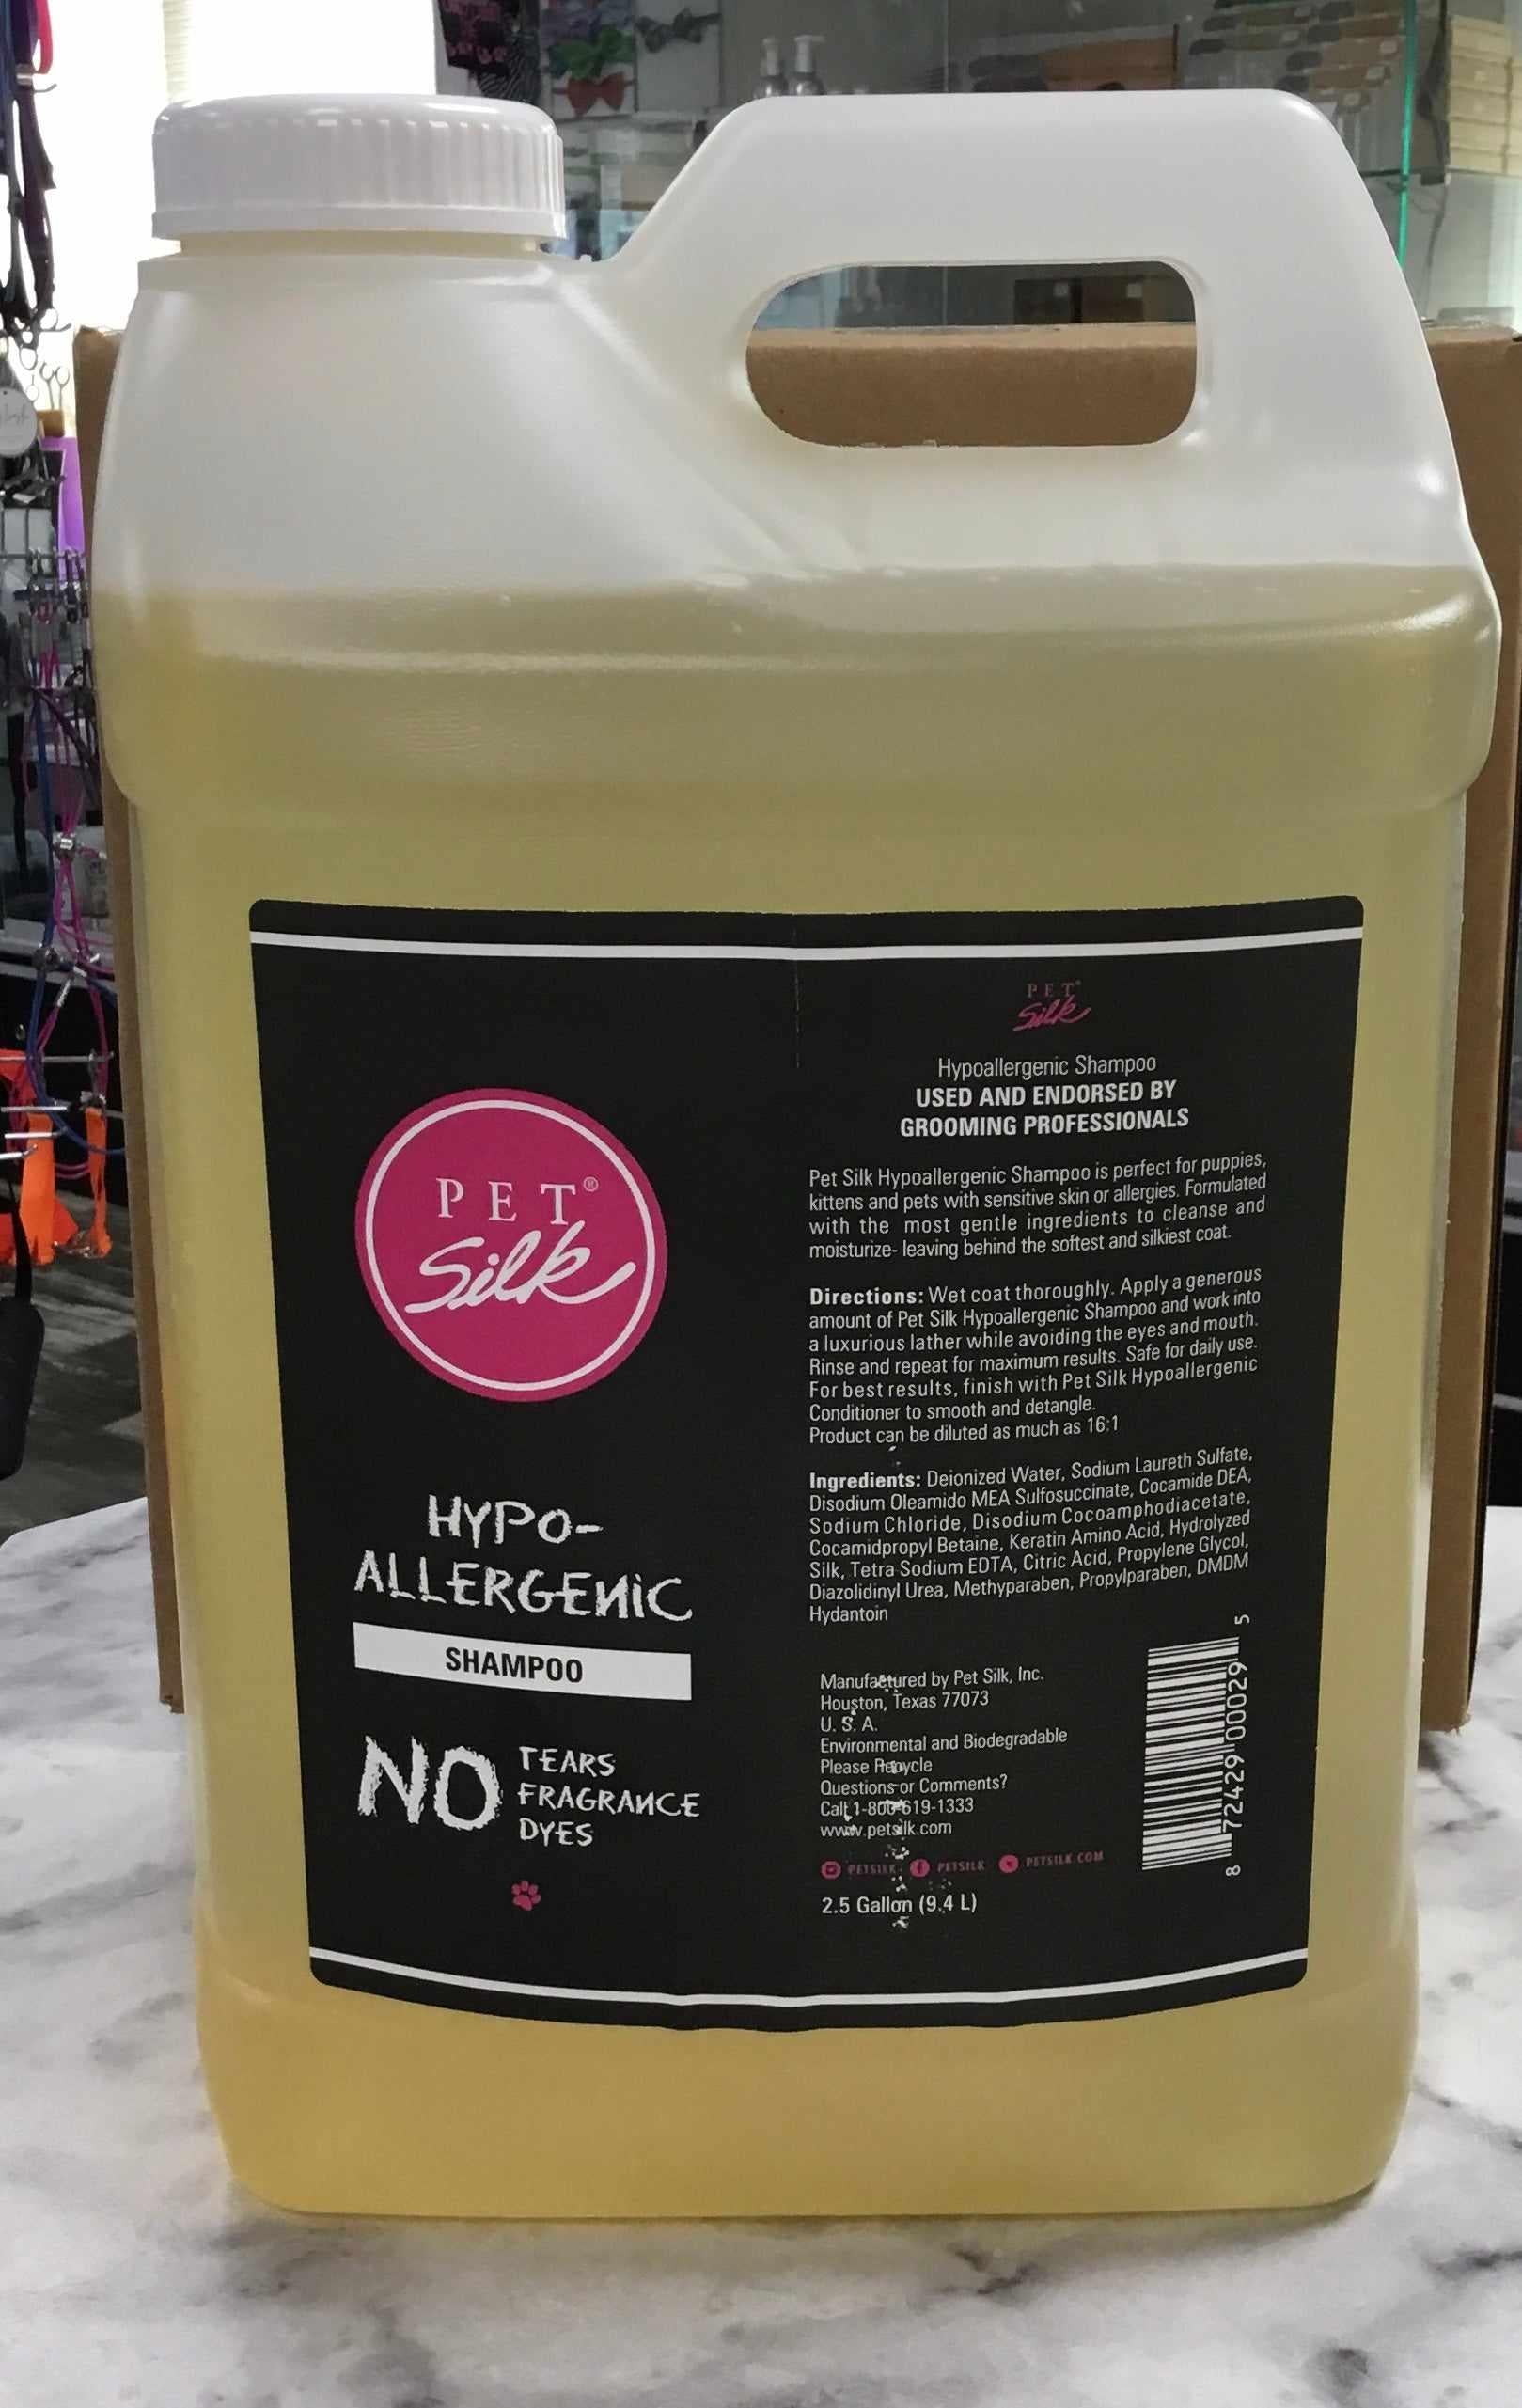 PET®
Silk
HYPO-
ALLERGENIC
SHAMPOO
NO TEARS
FRAGRANCE
DYES
PET®
Silk
Hypoallergenic Shampoo
USED AND ENDORSED BY
GROOMING PROFESSIONALS
Pet Silk Hypoallergenic Shampoo is perfect for puppies,
kittens and pets with sensitive skin or allergies. Formulated
with the most gentle ingredients to cleanse and
moisturize- leaving behind the softest and silkiest coat.
Directions: Wet coat thoroughly. Apply a generous
amount of Pet Silk Hypoallergenic Shampoo and work into
a luxurious lather while avoiding the eyes and mouth.
Rinse and repeat for maximum results. Safe for daily use.
For best results, finish with Pet Silk Hypoallergenic
Conditioner to smooth and detangle.
Product can be diluted as much as 16:1
Ingredients: Deionized Water, Sodium Laureth Sulfate,
Disodium Oleamido MEA Sulfosuccinate, Cocamide DEA,
Sodium Chloride, Disodium Cocoamphodiacetate,
Cocamidpropyl Betaine, Keratin Amino Acid, Hydrolyzed
Silk, Tetra Sodium EDTA, Citric Acid, Propylene Glycol,
Diazolidinyl Urea, Methyparaben, Propylparaben, DMDM
Hydantoin
Manufactured by Pet Silk, Inc.
Houston, Texas 77073
U. S. A.
Environmental and Biodegradable
Please Recycle
Questions or Comments?
Call 1-800-619-1333
www.petsilk.com
PETSILK PETSILK PETSILK.COM
2.5 Gallon (9.4 L)
8 72429 00029 5